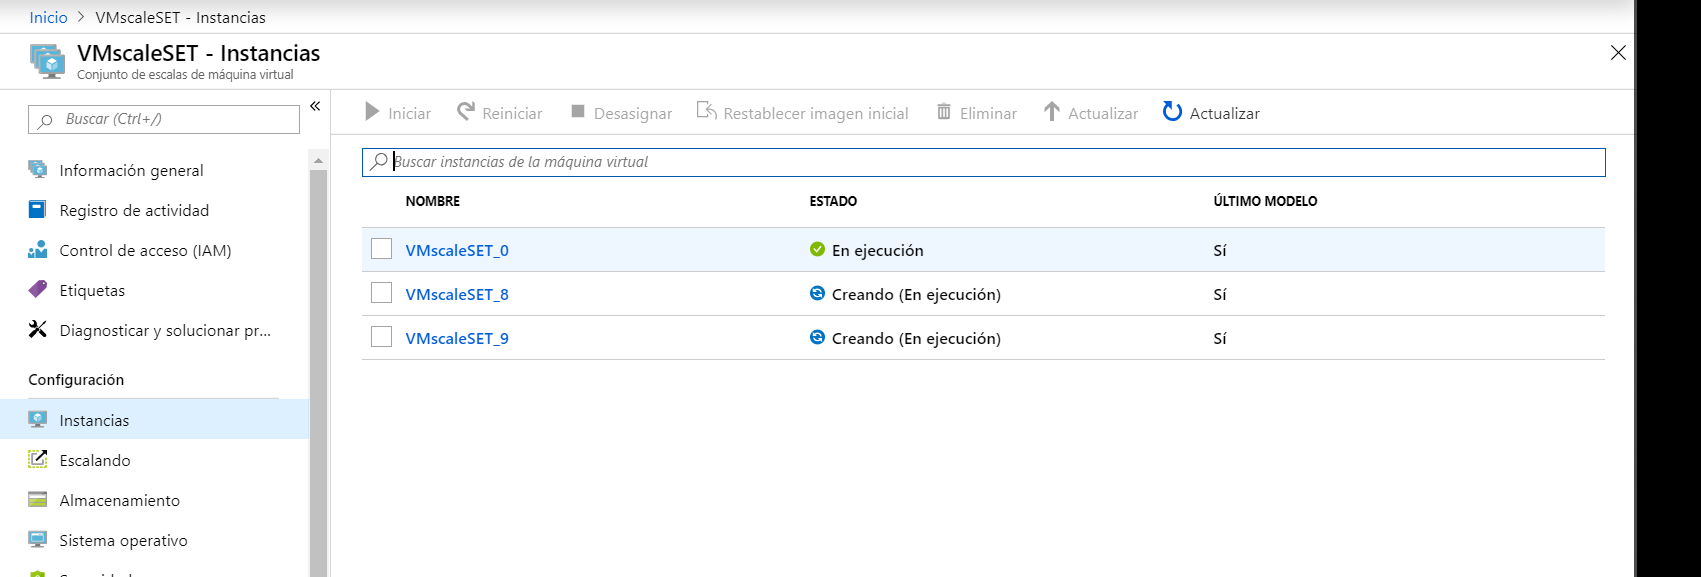 Inicio > VMscaleSET - Instancias
VMscaleSET - Instancias
Conjunto de escalas de máquina virtual
Buscar (Ctrl+/)
«
Información general
Registro de actividad
Control de acceso (IAM)
Etiquetas
Diagnosticar y solucionar pr...
Configuración
Instancias
Escalando
Almacenamiento
Sistema operativo
Iniciar Reiniciar Desasignar Restablecer imagen inicial Eliminar Actualizar Actualizar
Buscar instancias de la máquina virtual
NOMBRE ESTADO ÚLTIMO MODELO
VMscaleSET_0 En ejecución Sí
VMscaleSET_8 Creando (En ejecución) Sí
VMscaleSET_9 Creando (En ejecución) Sí